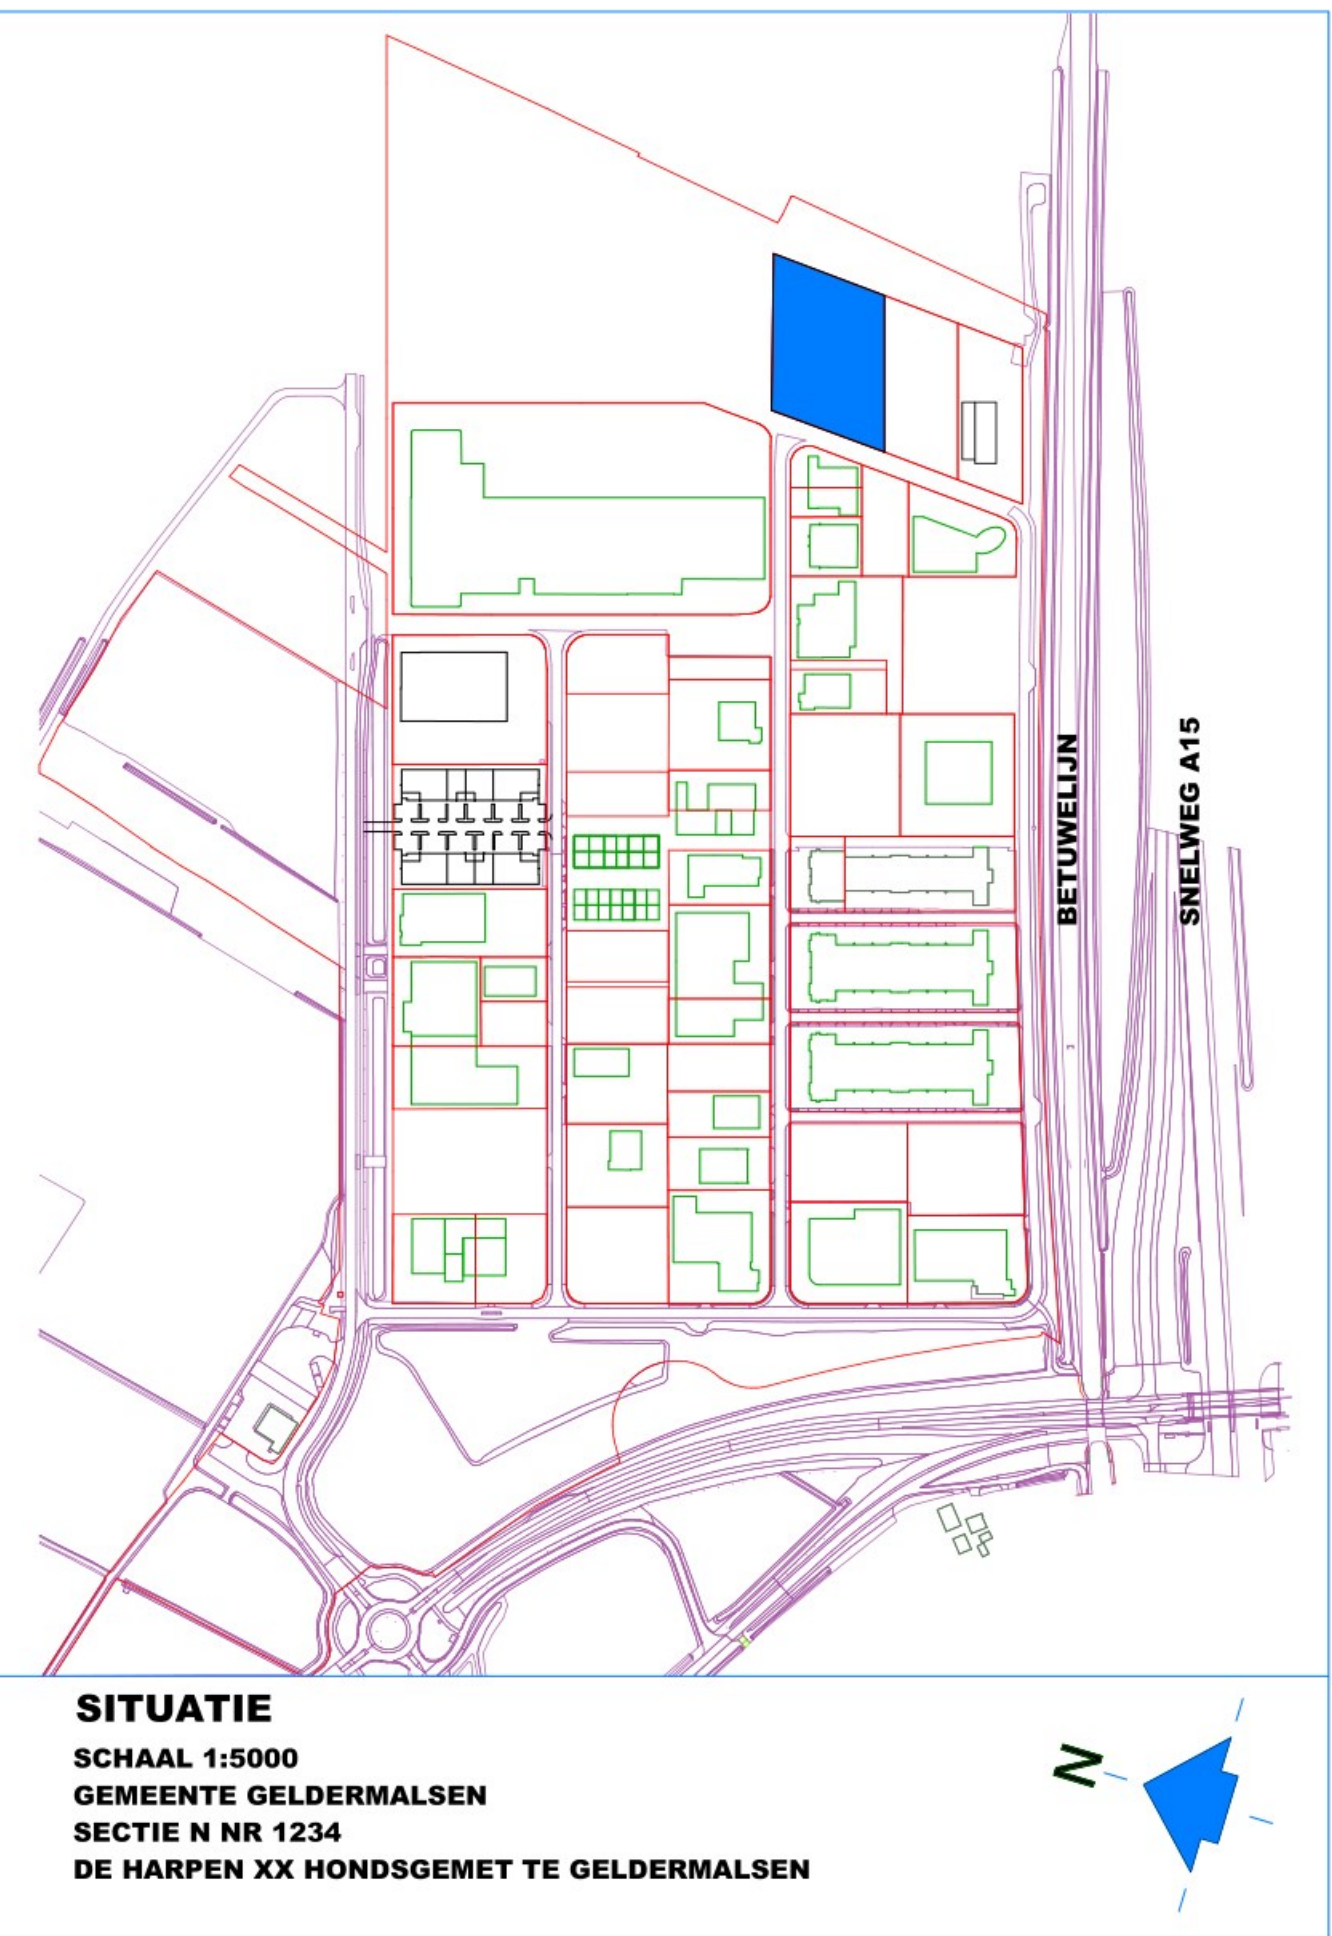 BETUWELIJN
SNELWEG A15
SITUATIE
SCHAAL 1:5000
GEMEENTE GELDERMALSEN
SECTIE N NR 1234
DE HARPEN XX HONDSGEMET TE GELDERMALSEN
N